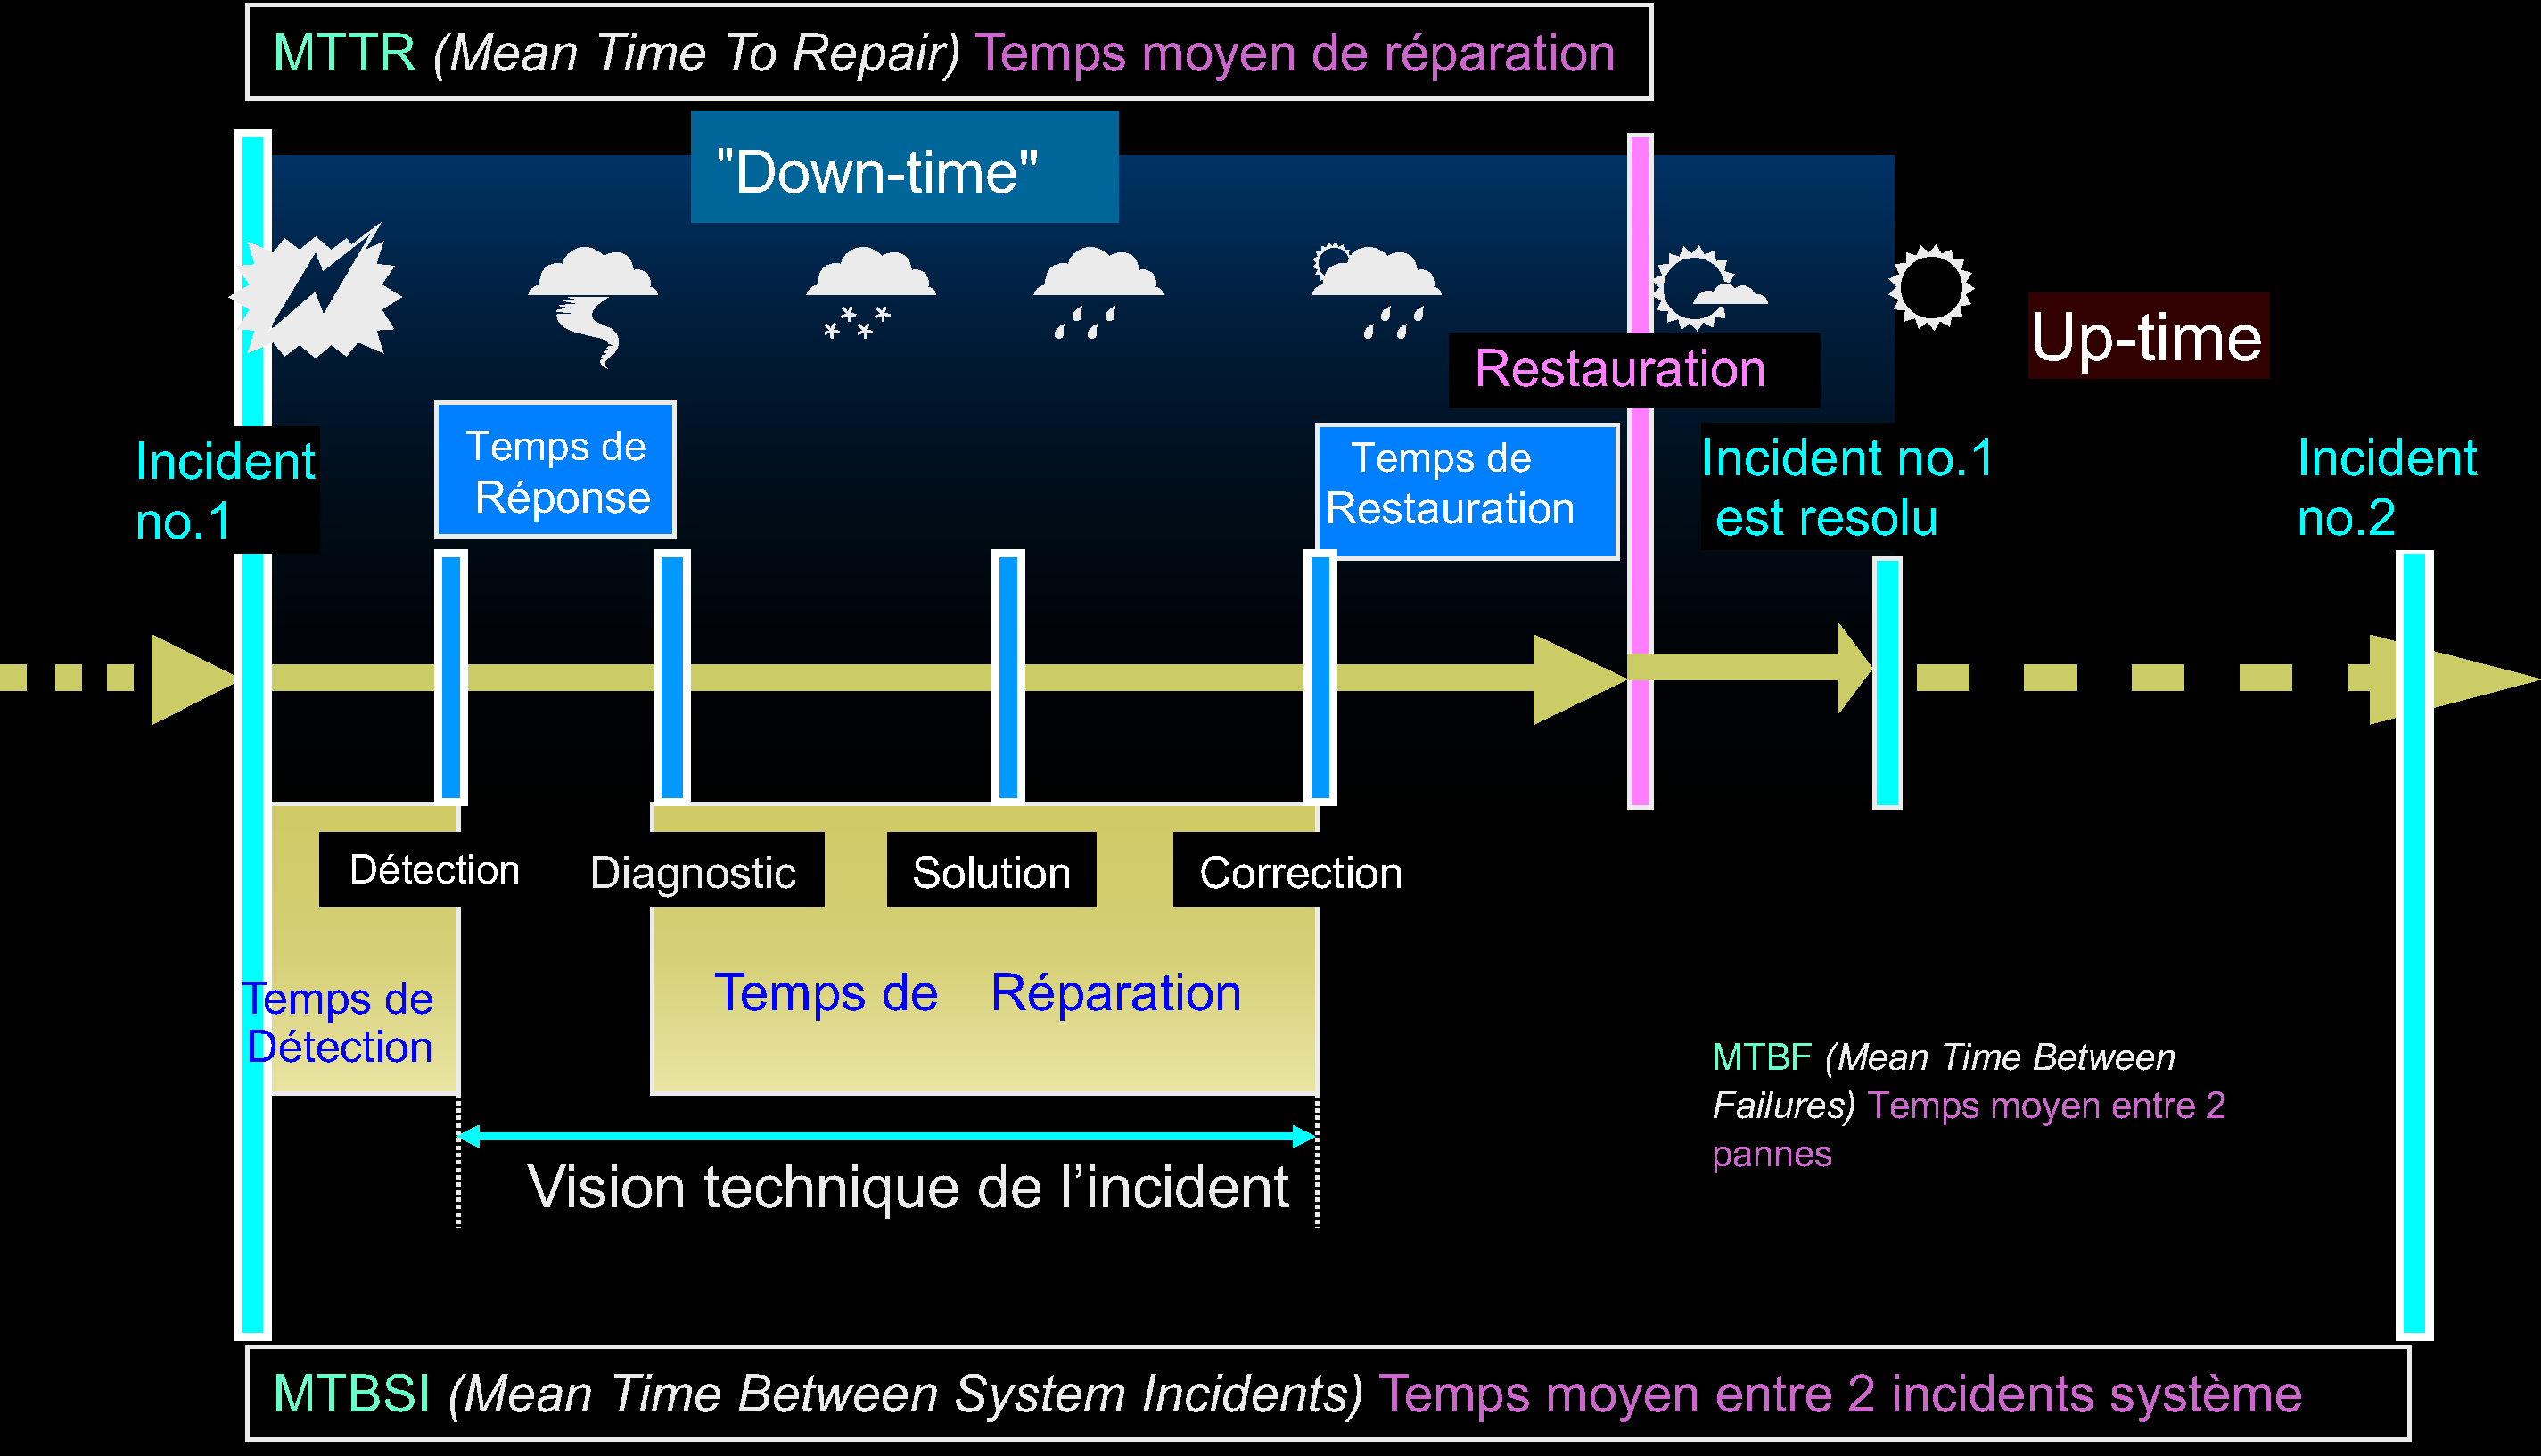 MTTR (Mean Time To Repair) Temps moyen de réparation
"Down-time"
Up-time
Restauration
Incident
no.1
Temps de
Réponse
Temps de
Restauration
Incident no.1
est resolu
Incident
no.2
Détection
Diagnostic
Solution
Correction
Temps de
Détection
Temps de Réparation
MTBF (Mean Time Between
Failures) Temps moyen entre 2
pannes
Vision technique de l’incident
MTBSI (Mean Time Between System Incidents) Temps moyen entre 2 incidents système